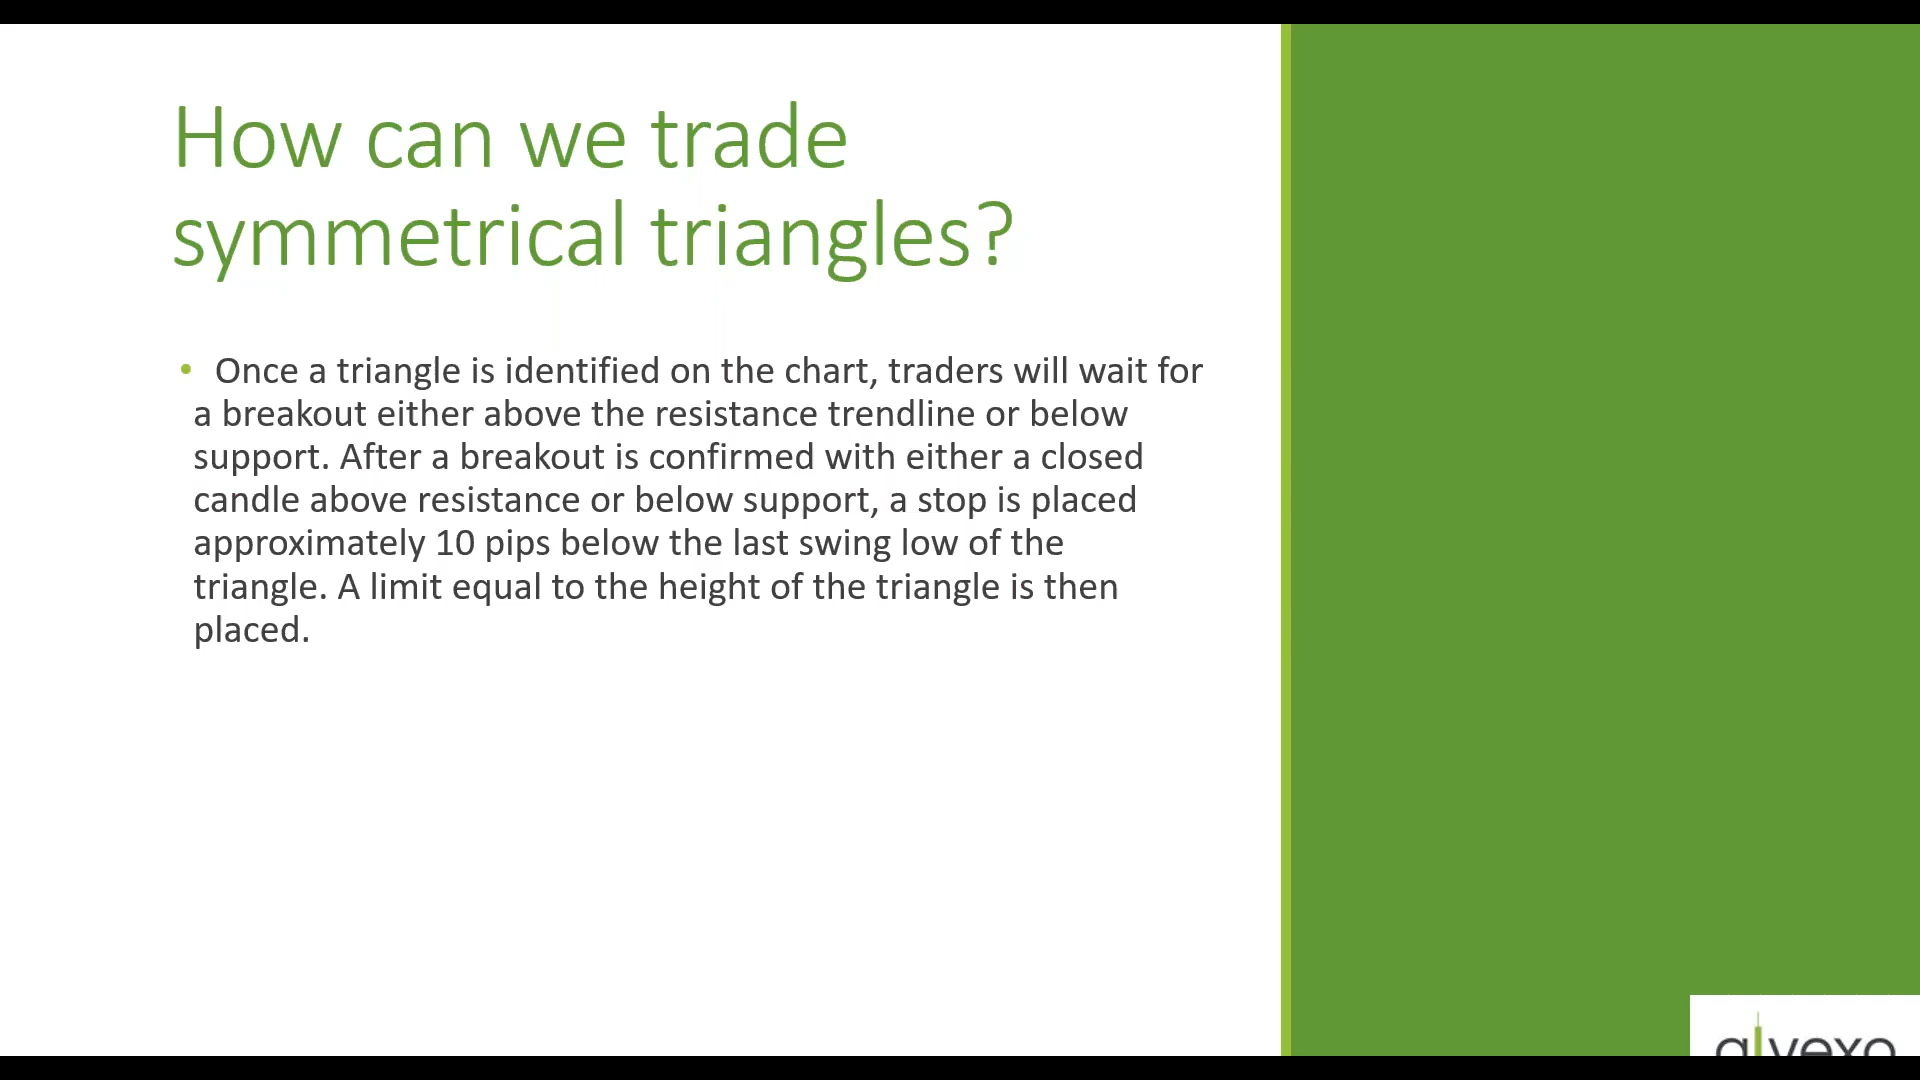 How can we trade
symmetrical triangles?
• Once a triangle is identified on the chart, traders will wait for
a breakout either above the resistance trendline or below
support. After a breakout is confirmed with either a closed
candle above resistance or below support, a stop is placed
approximately 10 pips below the last swing low of the
triangle. A limit equal to the height of the triangle is then
placed.
alvexo